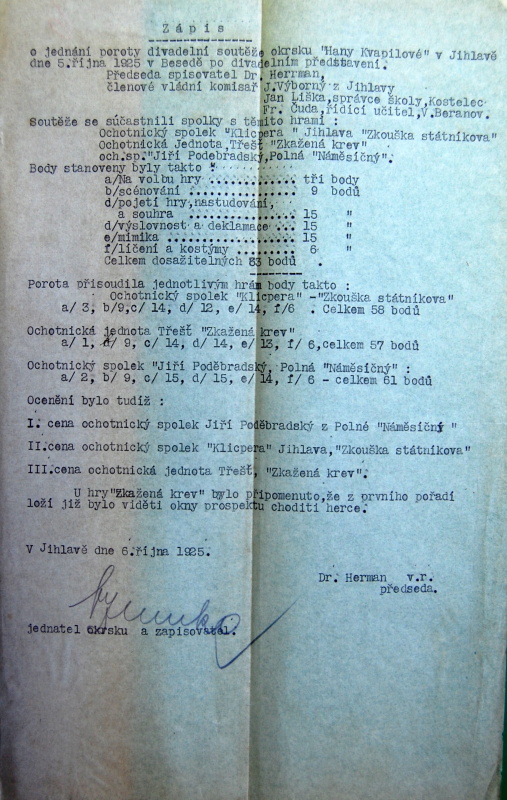 Zápis
o jednání poroty divadelní soutěže okrsku "Hany Kvapilové" v Jihlavě
dne 5.října 1925 v Besedě po divadelním představení.
Předseda spisovatel Dr. Herrman,
členové vládní komisař J.Výborný z Jihlavy
Jan Liška,správce školy,Kostelec
Fr. Čuda,řídící učitel,V.Beranov.
Soutěže se súčastnili spolky s těmito hrami :
Ochotnický spolek "Klicpera" Jihlava "Zkouška státníkova"
Ochotnická Jednota,Třešť "Zkažená krev"
och.sp."Jiří Poděbradský,Polná "Náměsíčný".
Body stanoveny byly takto :
a/Na volbu hry ............ tři body
b/scénování ............... 9 bodů
d/pojetí hry,nastudování,
a souhra ................ 15 "
d/výslovnost a deklamace ... 15 "
e/mimika .................. 15 "
f/líčení a kostýmy ........ 6 "
Celkem dosažitelných 63 bodů .
Porota přisoudila jednotlivým hrám body takto :
Ochotnický spolek "Klicpera" -"Zkouška státníkova"
a/ 3, b/9,c/ 14, d/ 12, e/ 14, f/6 . Celkem 58 bodů
Ochotnická jednota Třešť "Zkažená krev"
a/ 1, b/ 9, c/ 14, d/ 14, e/ 13, f/ 6,celkem 57 bodů
Ochotnický spolek "Jiří Poděbradský, Polná "Náměsíčný" :
a/ 2, b/ 9, c/ 15, d/ 15, e/ 14, f/ 6 - celkem 61 bodů
Ocenění bylo tudíž :
I. cena ochotnický spolek Jiří Poděbradský z Polné "Náměsíčný "
II.cena ochotnický spolek "Klicpera" Jihlava,"Zkouška státníkova"
III.cena ochotnická jednota Třešť, "Zkažená krev".
U hry"Zkažená krev" bylo připomenuto,že z prvního pořadí
loží již bylo viděti okny prospektu choditi herce.
V Jihlavě dne 6.října 1925.
Dr. Herman v.r.
předseda.
jednatel okrsku a zapisovatel.